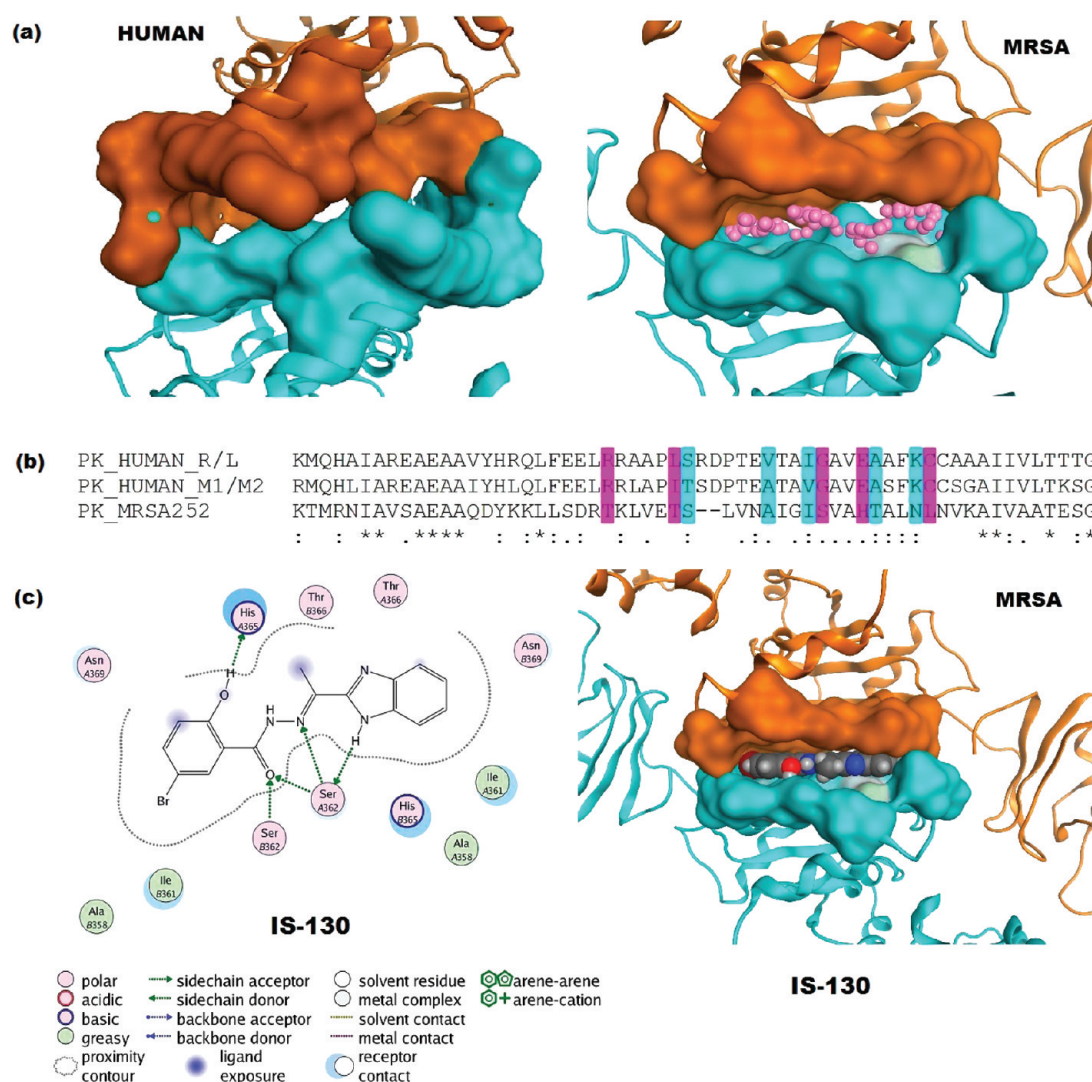 (a)
HUMAN
MRSA
(b)
PK_HUMAN_R/L KMQHAIAREAEAAVYHRQLFEELRRAAPLSRDPTEVTAIGAVEAAFKCCAAAIIVLTTTG
PK_HUMAN_M1/M2 RMQHLIAREAEAAIYHLQLFEELRRLAPITSDPTEATAVGAVEASFKCCSGAIIVLTKSG
PK_MRSA252 KTMRNIAVSAEAAQDYKKLLSDRTKLVETS--LVNAIGISVAHTALNLNVKAIVAATESG
(c)
His
A365
Thr
B366
Thr
A366
Asn
A369
Asn
B369
H
O
N
H
N
N
N
H
O
Br
Ser
A362
Ser
B362
His
B365
Ile
A361
Ala
A358
Ile
B361
Ala
B358
IS-130
MRSA
IS-130
polar
acidic
basic
greasy
proximity
contour
sidechain acceptor
sidechain donor
backbone acceptor
backbone donor
ligand
exposure
solvent residue
metal complex
solvent contact
metal contact
receptor
contact
arene-arene
arene-cation